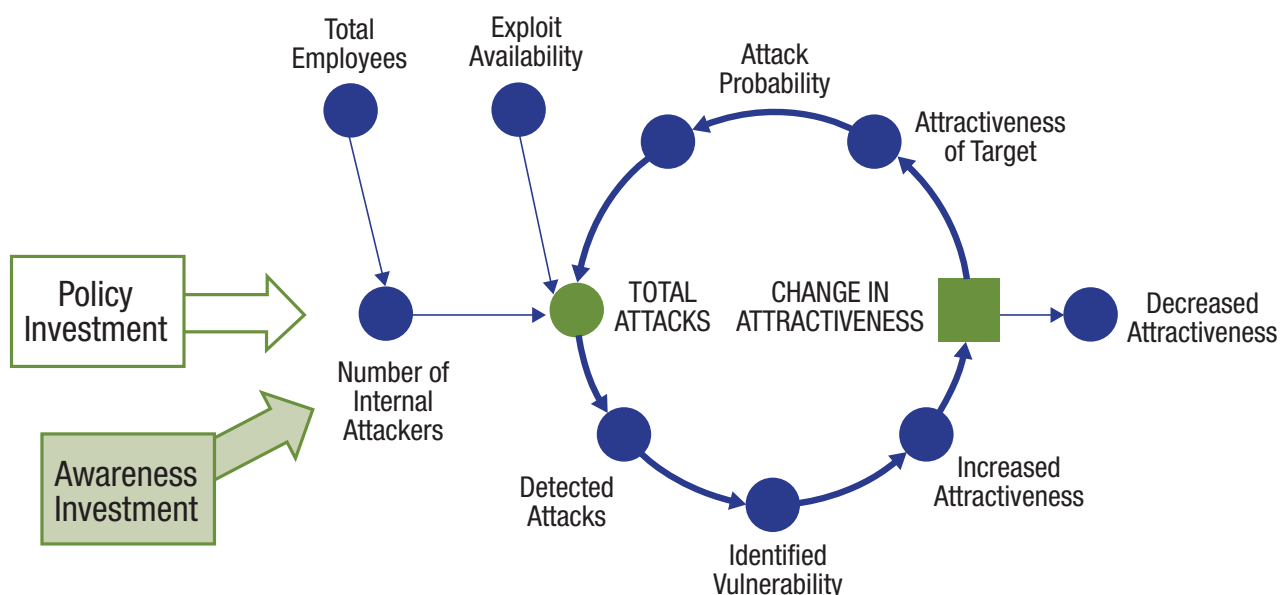 Total
Employees
Exploit
Availability
Attack
Probability
Attractiveness
of Target
Policy
Investment
TOTAL
ATTACKS
CHANGE IN
ATTRACTIVENESS
Decreased
Attractiveness
Number of
Internal
Attackers
Awareness
Investment
Detected
Attacks
Increased
Attractiveness
Identified
Vulnerability